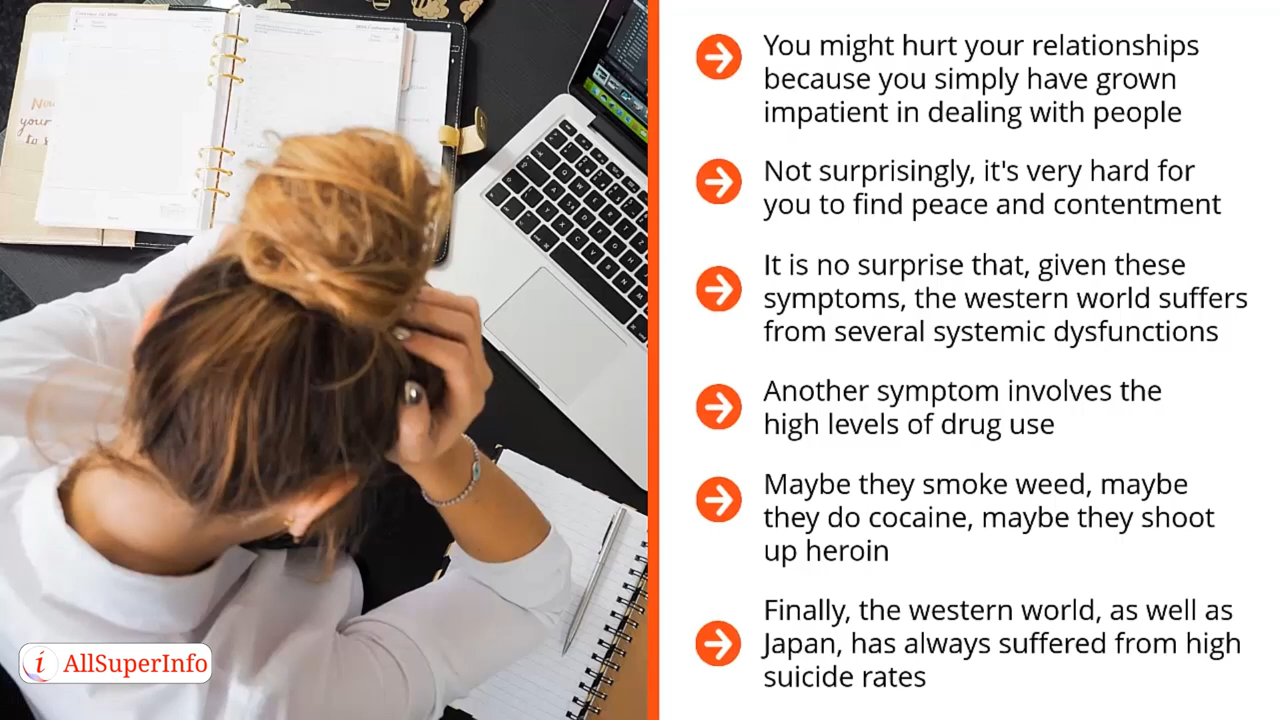 You might hurt your relationships
because you simply have grown
impatient in dealing with people
Not surprisingly, it's very hard for
you to find peace and contentment
It is no surprise that, given these
symptoms, the western world suffers
from several systemic dysfunctions
Another symptom involves the
high levels of drug use
Maybe they smoke weed, maybe
they do cocaine, maybe they shoot
up heroin
Finally, the western world, as well as
Japan, has always suffered from high
suicide rates
i AllSuperInfo